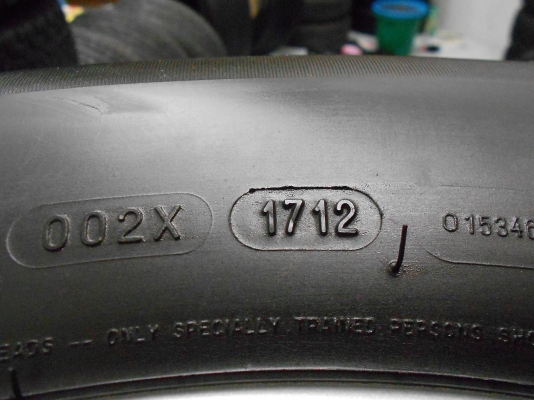 002X 1712 015346
EADS -- ONLY SPECIALLY TRAINED PERSONS SHO